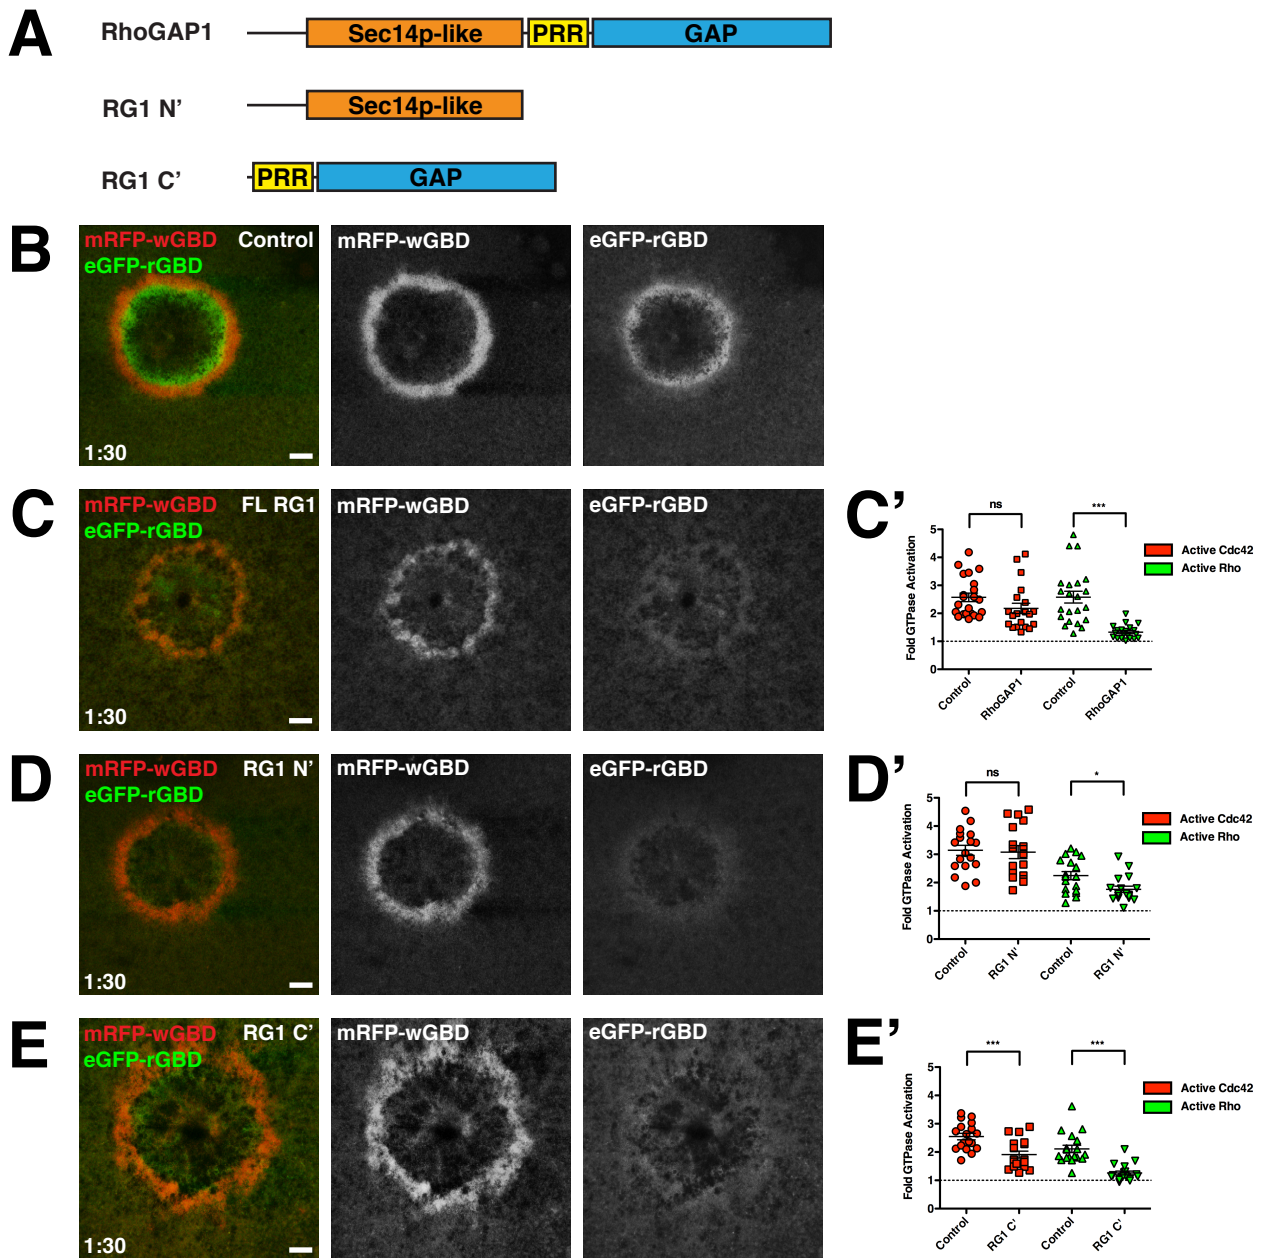 A
RhoGAP1
Sec14p-like
PRR
GAP
RG1 N’
Sec14p-like
RG1 C’
PRR
GAP
B
mRFP-wGBD
Control
eGFP-rGBD
1:30
mRFP-wGBD
eGFP-rGBD
C
mRFP-wGBD
FL RG1
eGFP-rGBD
1:30
mRFP-wGBD
eGFP-rGBD
C’
ns
***
5
4
3
2
1
0
Fold GTPase Activation
Control
RhoGAP1
Control
RhoGAP1
Active Cdc42
Active Rho
D
mRFP-wGBD
RG1 N’
eGFP-rGBD
1:30
mRFP-wGBD
eGFP-rGBD
D’
ns
*
5
4
3
2
1
0
Fold GTPase Activation
Control
RG1 N'
Control
RG1 N'
Active Cdc42
Active Rho
E
mRFP-wGBD
RG1 C’
eGFP-rGBD
1:30
mRFP-wGBD
eGFP-rGBD
E’
***
***
5
4
3
2
1
0
Fold GTPase Activation
Control
RG1 C'
Control
RG1 C'
Active Cdc42
Active Rho